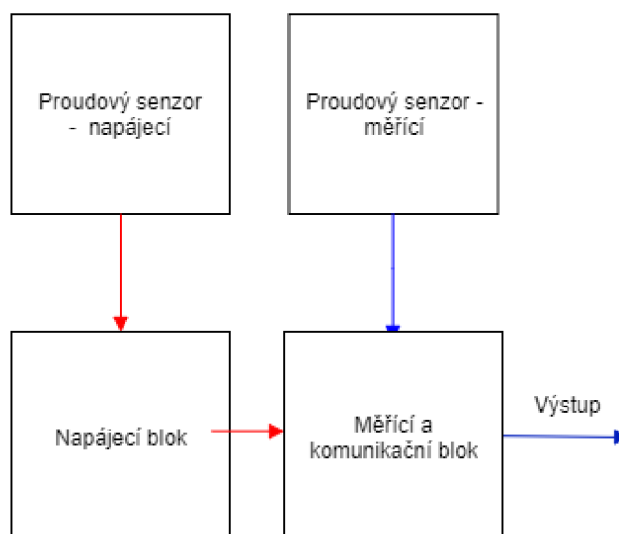 Proudový senzor
- napájecí
Proudový senzor -
měřící
Napájecí blok
Měřící a
komunikační blok
Výstup